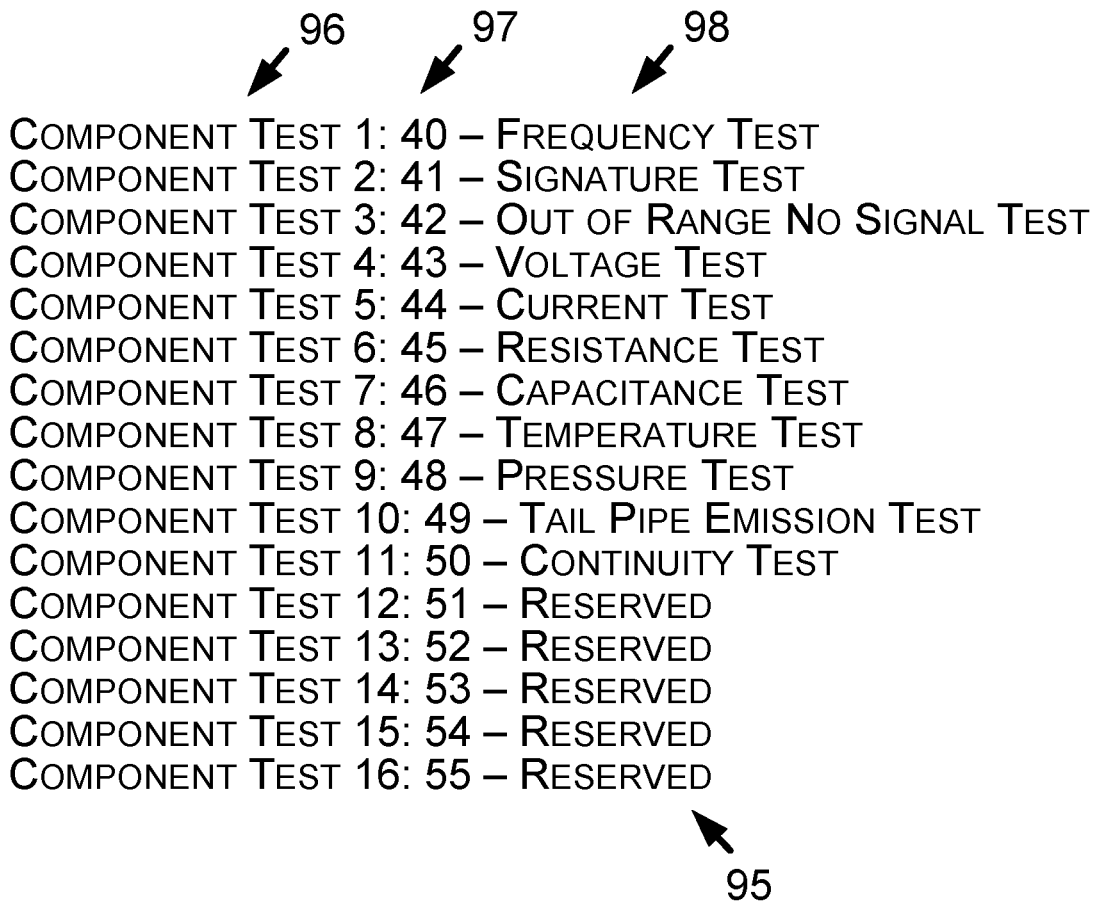 96 97 98
Component Test 1: 40 – Frequency Test
Component Test 2: 41 – Signature Test
Component Test 3: 42 – Out of Range No Signal Test
Component Test 4: 43 – Voltage Test
Component Test 5: 44 – Current Test
Component Test 6: 45 – Resistance Test
Component Test 7: 46 – Capacitance Test
Component Test 8: 47 – Temperature Test
Component Test 9: 48 – Pressure Test
Component Test 10: 49 – Tail Pipe Emission Test
Component Test 11: 50 – Continuity Test
Component Test 12: 51 – Reserved
Component Test 13: 52 – Reserved
Component Test 14: 53 – Reserved
Component Test 15: 54 – Reserved
Component Test 16: 55 – Reserved
95